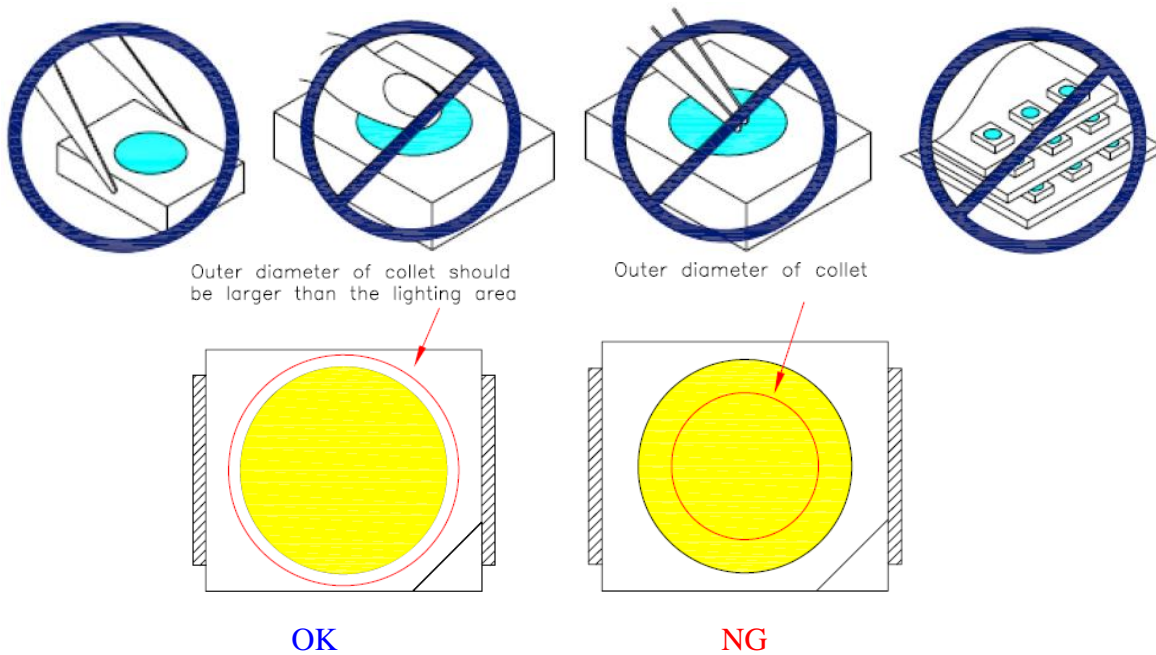 Outer diameter of collet should
be larger than the lighting area
Outer diameter of collet
OK
NG